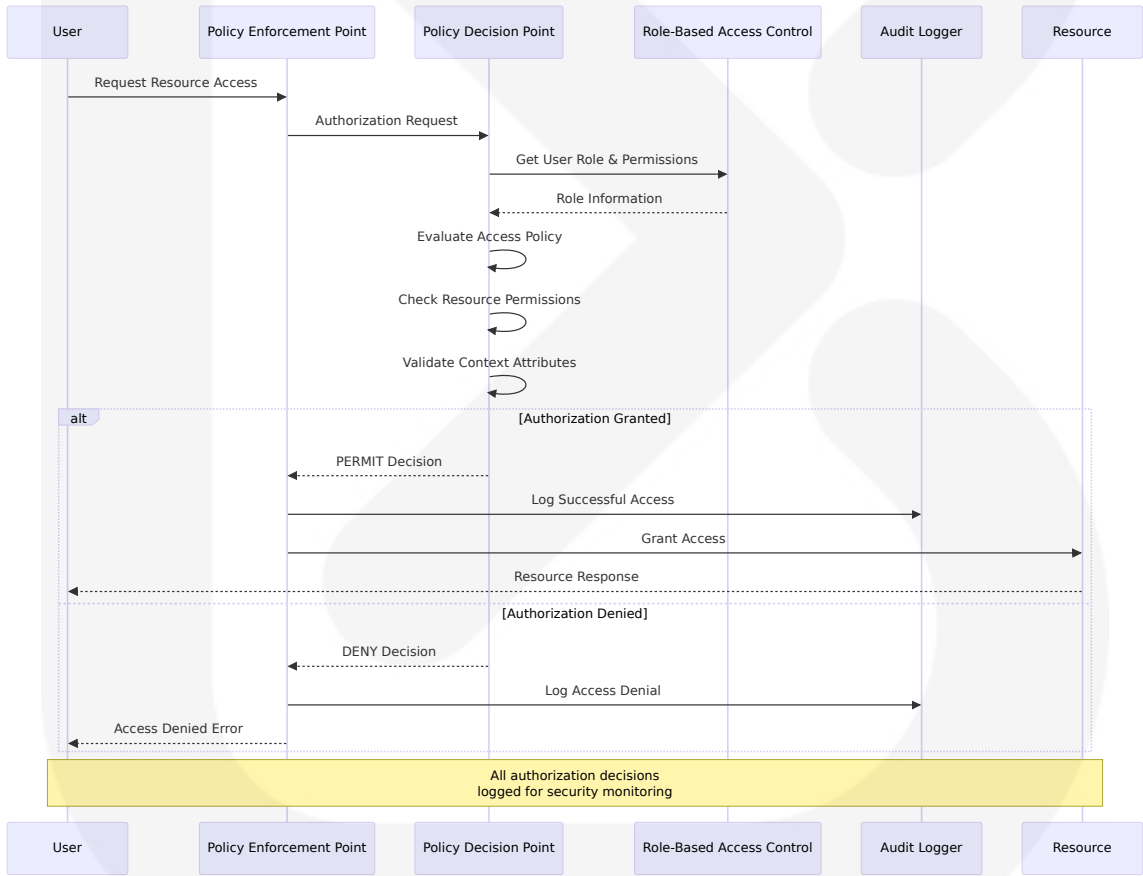 User
Policy Enforcement Point
Policy Decision Point
Role-Based Access Control
Audit Logger
Resource
Request Resource Access
Authorization Request
Get User Role & Permissions
Role Information
Evaluate Access Policy
Check Resource Permissions
Validate Context Attributes
alt
[Authorization Granted]
PERMIT Decision
Log Successful Access
Grant Access
Resource Response
[Authorization Denied]
DENY Decision
Log Access Denial
Access Denied Error
All authorization decisions
logged for security monitoring
User
Policy Enforcement Point
Policy Decision Point
Role-Based Access Control
Audit Logger
Resource